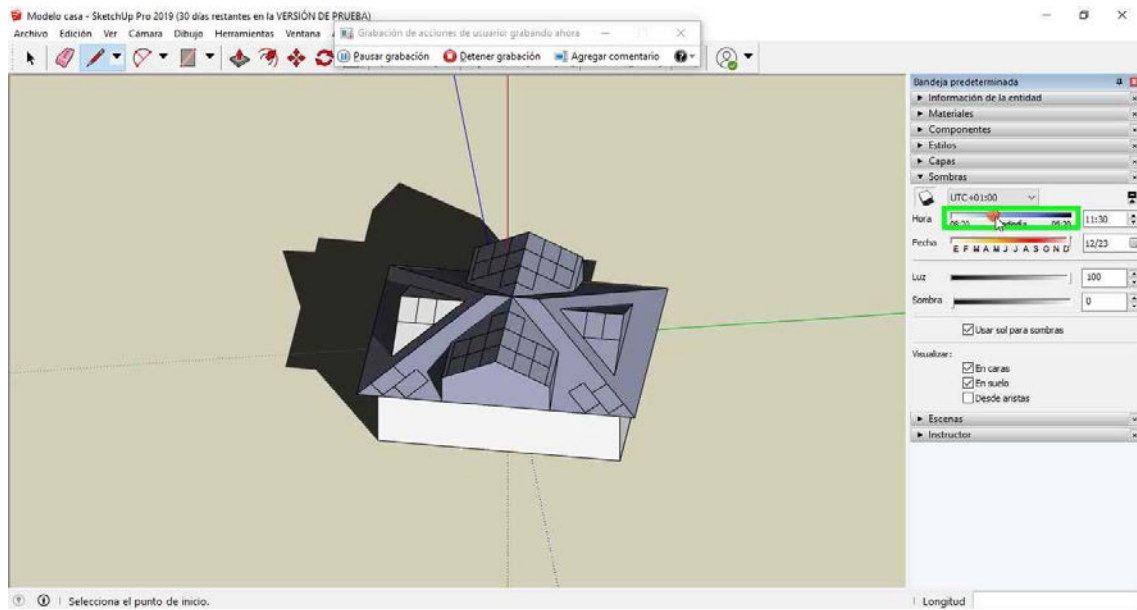 Modelo casa - SketchUp Pro 2019 (30 días restantes en la VERSIÓN DE PRUEBA)
Archivo Edición Ver Cámara Dibujo Herramientas Ventana
Grabación de acciones de usuario: grabando ahora
Pausar grabación Detener grabación Agregar comentario
Bandeja predeterminada
Información de la entidad
Materiales
Componentes
Estilos
Capas
Sombras
UTC+01:00
Hora 11:30
Fecha E F M A M J J A S O N D 12/23
Luz 100
Sombra 0
Usar sol para sombras
Visualizar:
En caras
En suelo
Desde aristas
Escenas
Instructor
Selecciona el punto de inicio. Longitud